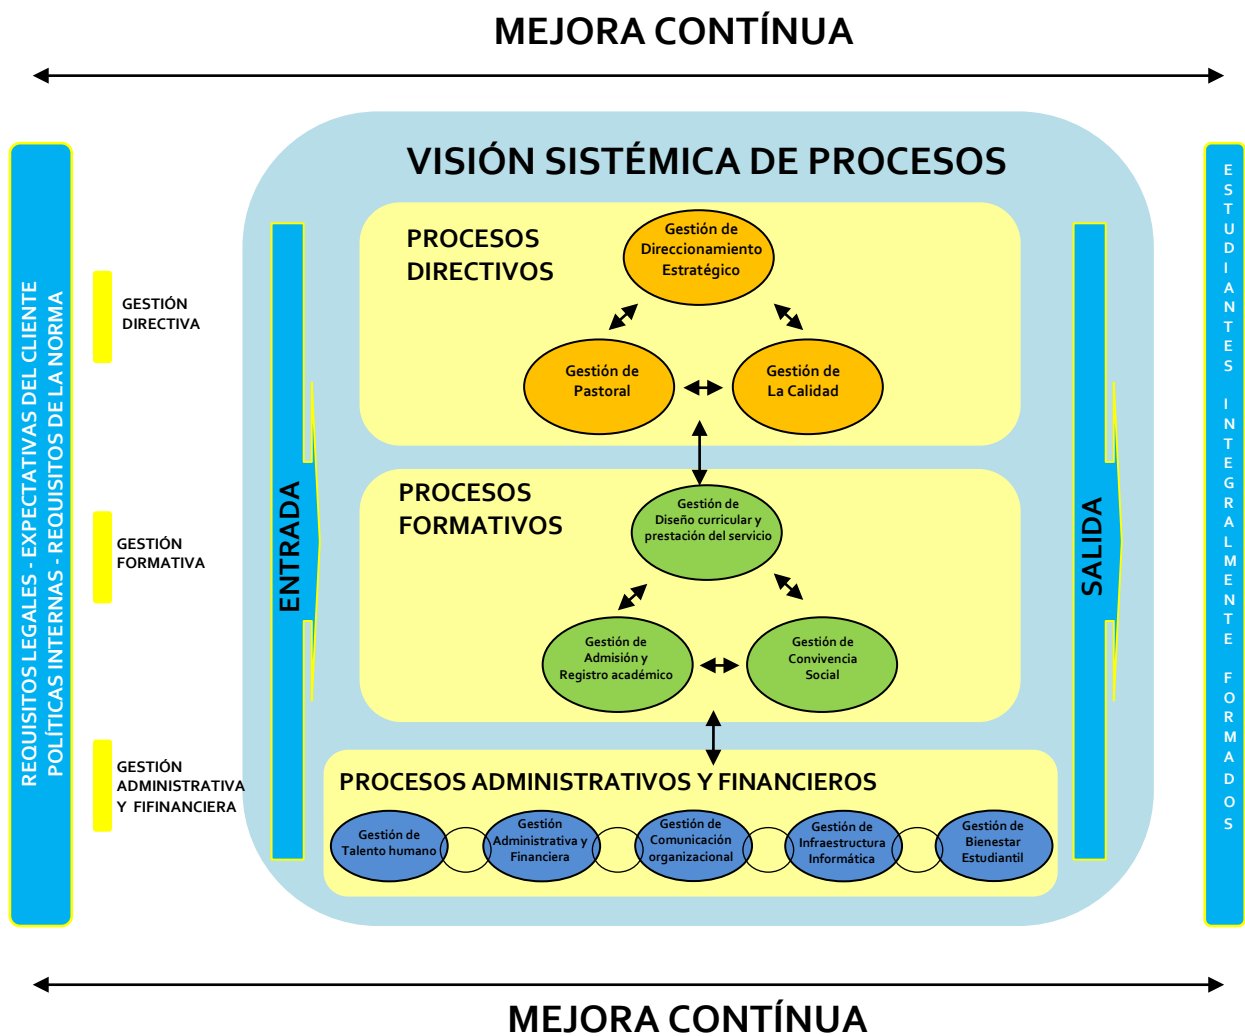 MEJORA CONTÍNUA
VISIÓN SISTÉMICA DE PROCESOS
REQUISITOS LEGALES - EXPECTATIVAS DEL CLIENTE
POLÍTICAS INTERNAS - REQUISITOS DE LA NORMA
GESTIÓN
DIRECTIVA
GESTIÓN
FORMATIVA
GESTIÓN
ADMINISTRATIVA
Y FIFINANCIERA
ENTRADA
PROCESOS
DIRECTIVOS
Gestión de
Direccionamiento
Estratégico
Gestión de
Pastoral
Gestión de
La Calidad
PROCESOS
FORMATIVOS
Gestión de
Diseño curricular y
prestación del servicio
Gestión de
Admisión y
Registro académico
Gestión de
Convivencia
Social
PROCESOS ADMINISTRATIVOS Y FINANCIEROS
Gestión de
Talento humano
Gestión
Administrativa y
Financiera
Gestión de
Comunicación
organizacional
Gestión de
Infraestructura
Informática
Gestión de
Bienestar
Estudiantil
SALIDA
ESTUDIANTES INTEGRALMENTE FORMADOS
MEJORA CONTÍNUA